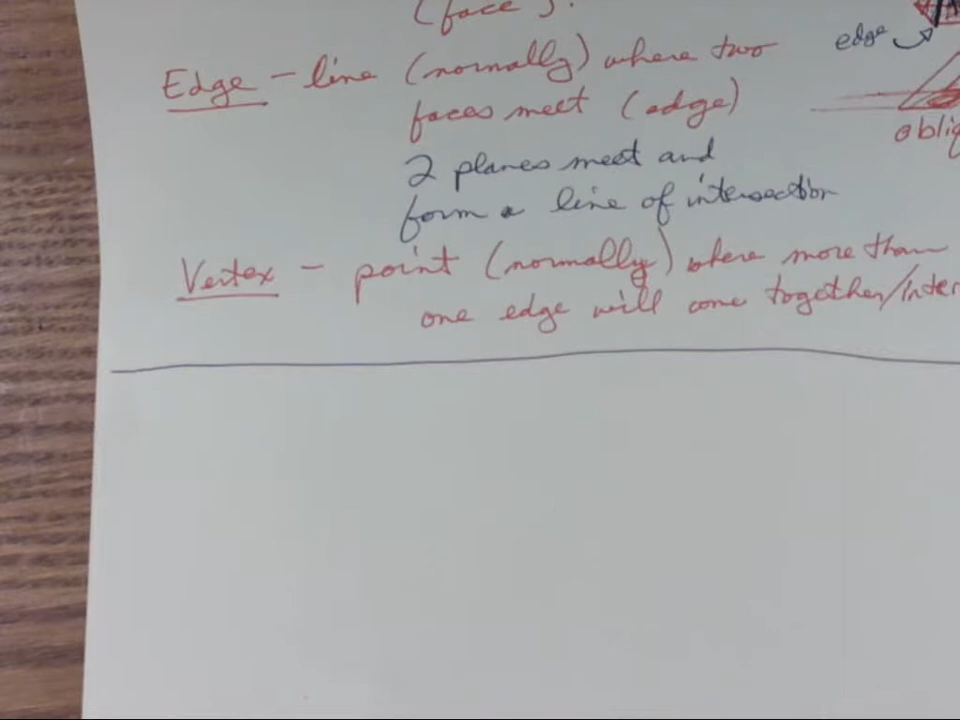 (face).
edge
Edge - line (normally) where two
faces meet (edge)
obliq
2 planes meet and
form a line of intersection
Vertex - point (normally) where more than
one edge will come together/inter